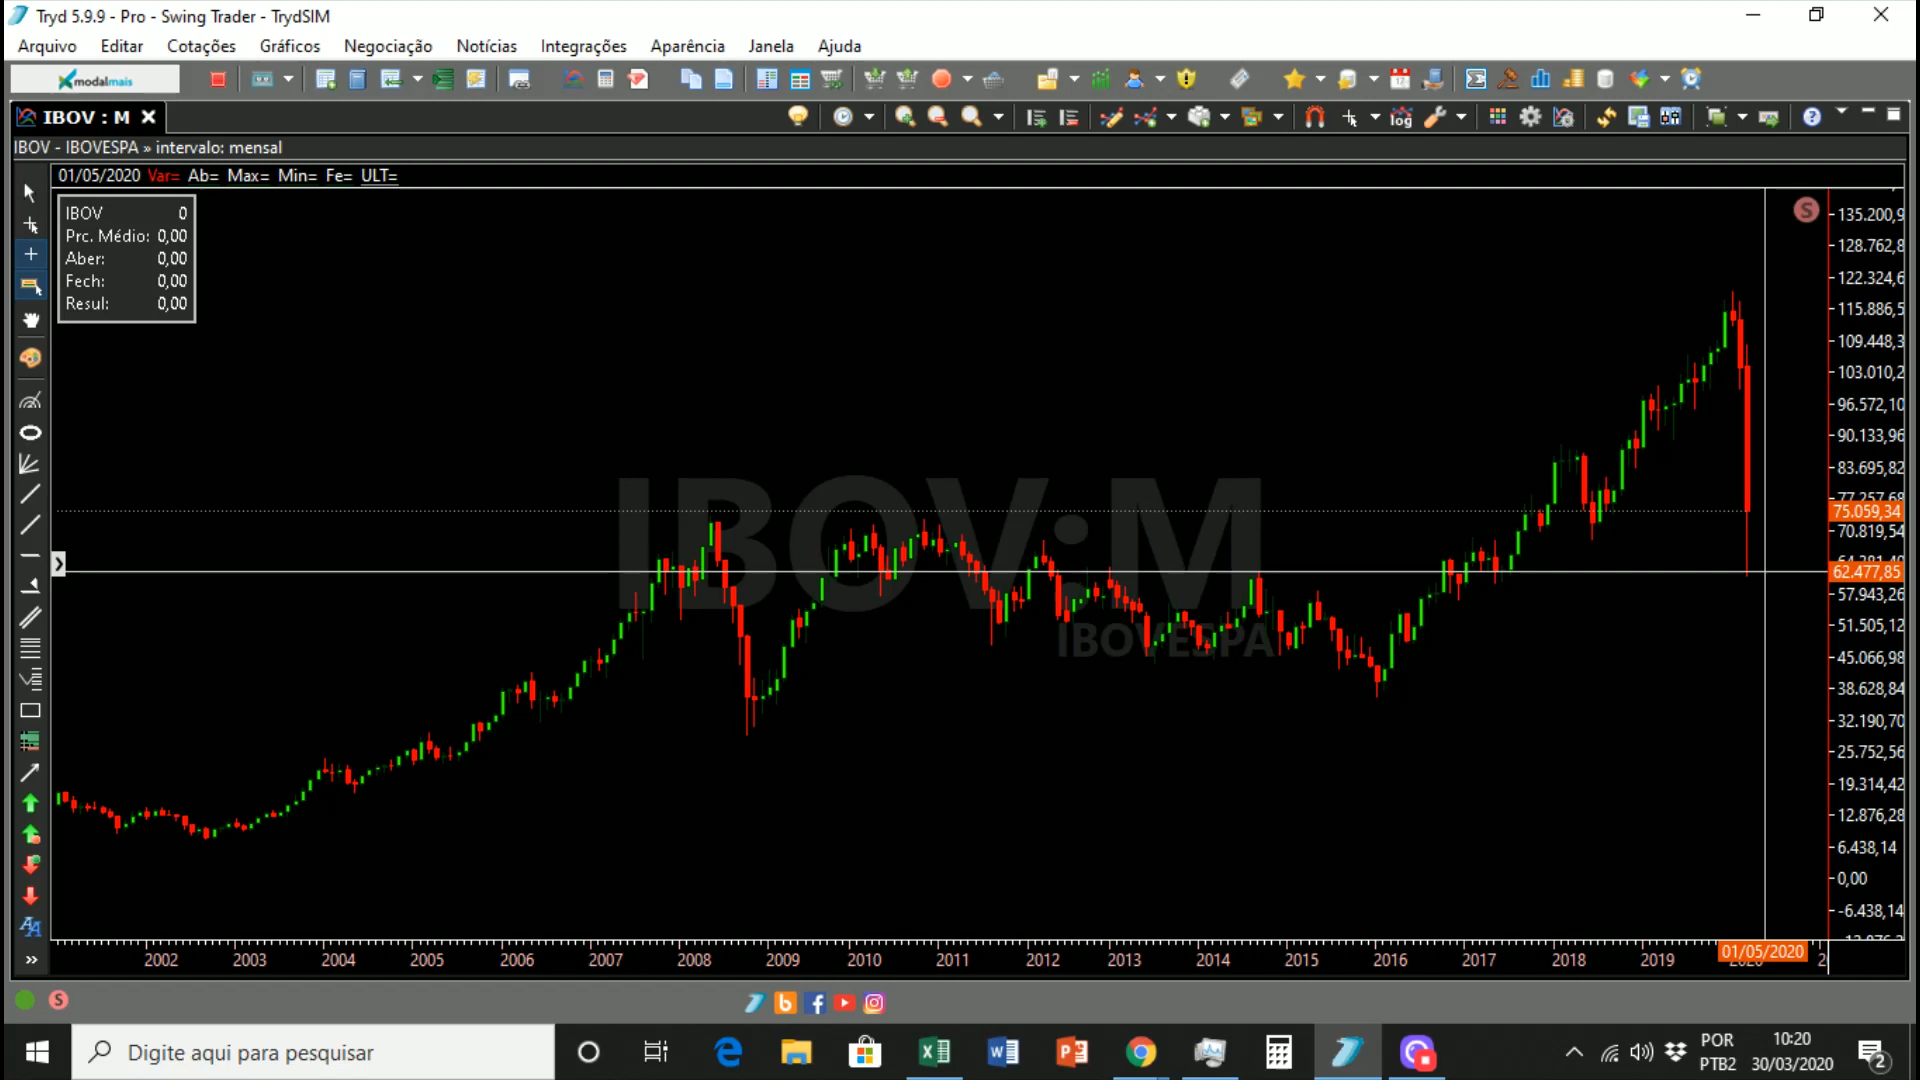 Tryd 5.9.9 - Pro - Swing Trader - TrydSIM
Arquivo Editar Cotações Gráficos Negociação Notícias Integrações Aparência Janela Ajuda
modalmais
IBOV : M
log
IBOV - IBOVESPA » intervalo: mensal
01/05/2020 Var= Ab= Max= Min= Fe= ULT=
IBOV 0
Prc. Médio: 0,00
Aber: 0,00
Fech: 0,00
Resul: 0,00
S
135.200,9
128.762,8
122.324,6
115.886,5
109.448,3
103.010,2
96.572,10
90.133,96
83.695,82
77.257,68
75.059,34
70.819,54
62.477,85
57.943,26
51.505,12
45.066,98
38.628,84
32.190,70
25.752,56
19.314,42
12.876,28
6.438,14
0,00
-6.438,14
IBOV:M
IBOVESPA
2002 2003 2004 2005 2006 2007 2008 2009 2010 2011 2012 2013 2014 2015 2016 2017 2018 2019 01/05/2020
S
Digite aqui para pesquisar
POR
PTB2
10:20
30/03/2020
2